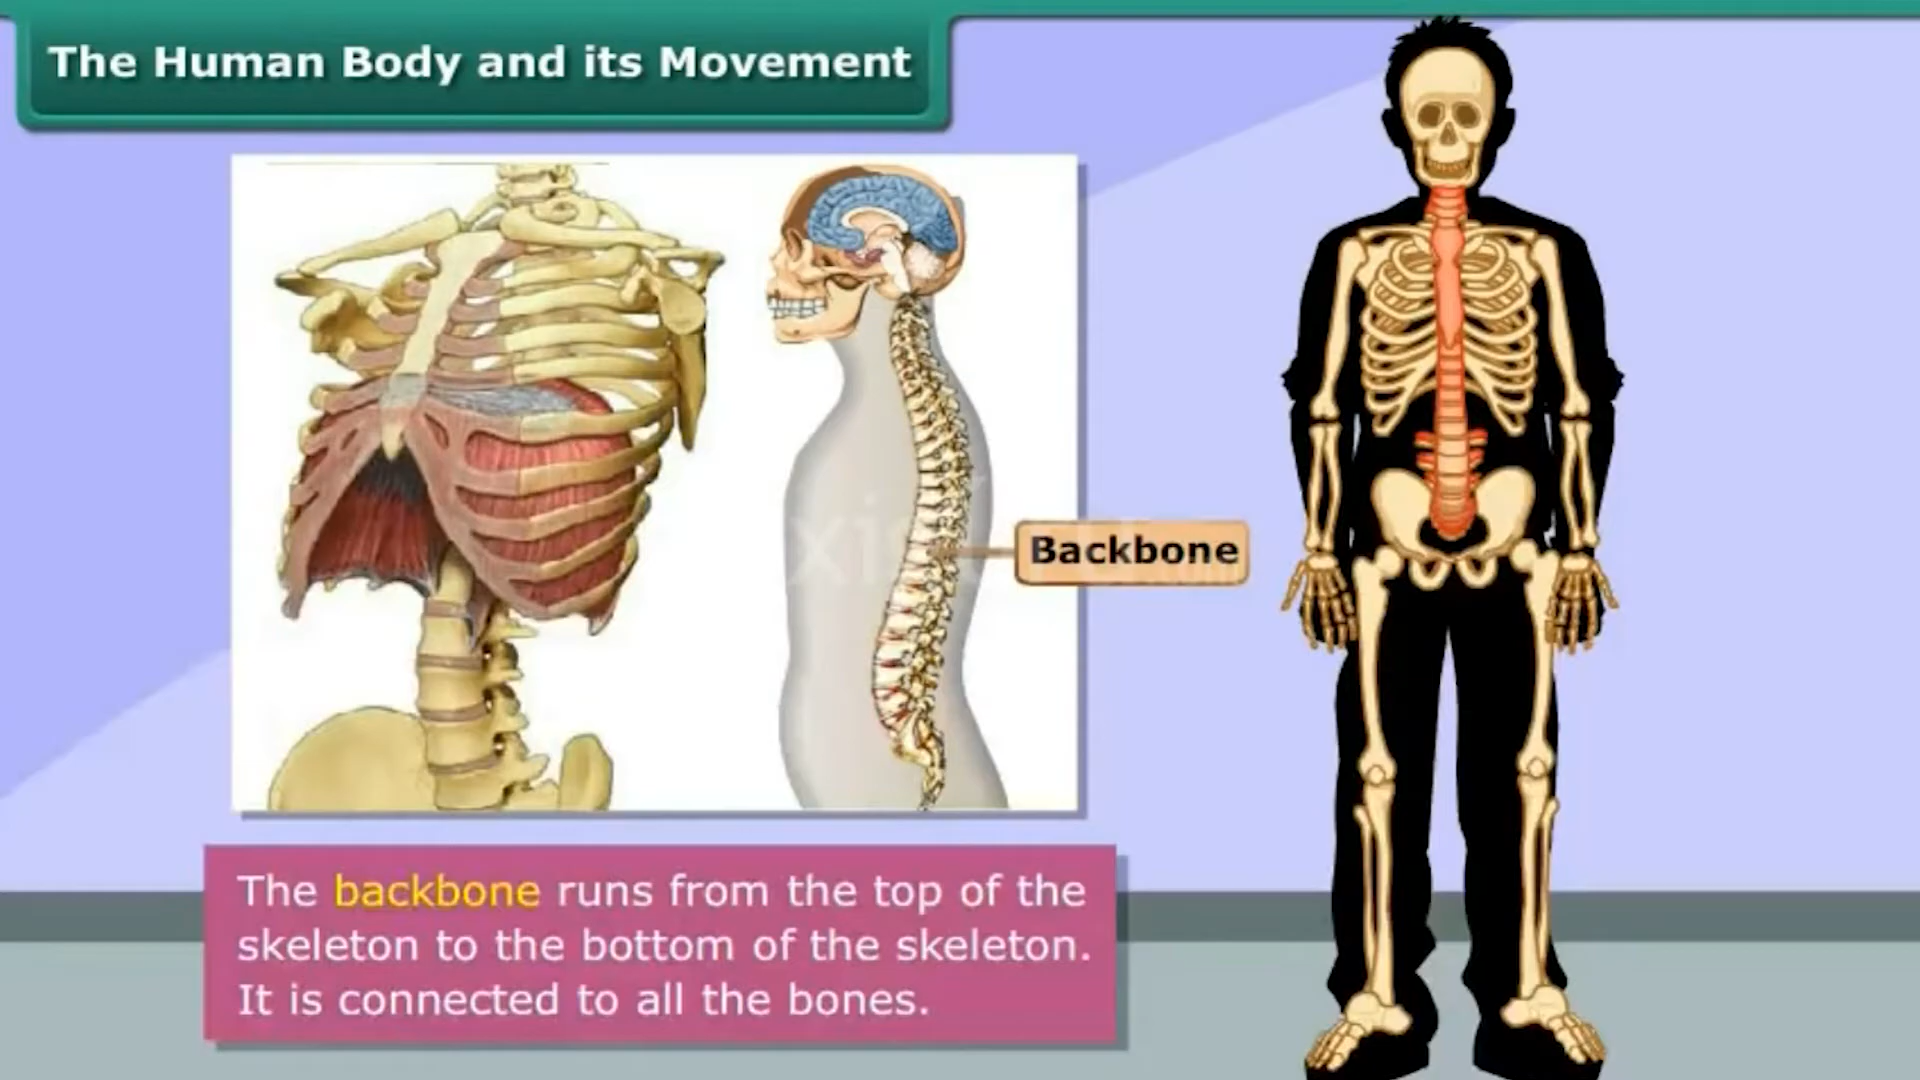 The Human Body and its Movement
Backbone
The backbone runs from the top of the
skeleton to the bottom of the skeleton.
It is connected to all the bones.